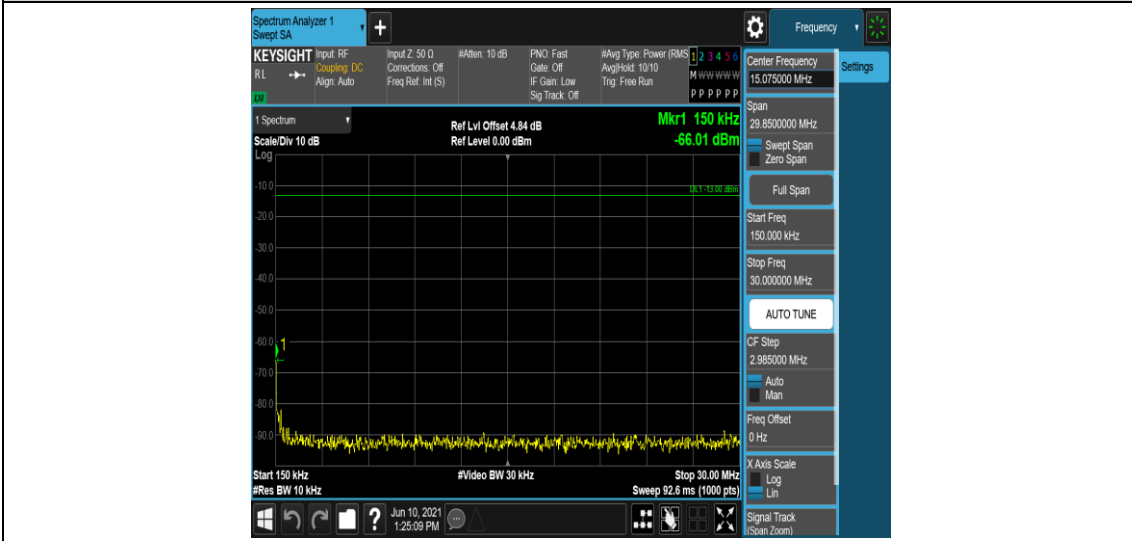 Spectrum Analyzer 1
Swept SA
+
Frequency
KEYSIGHT
RL
LNI
Input: RF
Coupling: DC
Align: Auto
Input Z: 50 Ω
Corrections: Off
Freq Ref: Int (S)
#Atten: 10 dB
PNO: Fast
Gate: Off
IF Gain: Low
Sig Track: Off
#Avg Type: Power (RMS
Avg|Hold: 10/10
Trig: Free Run
1 2 3 4 5 6
M W W W W W
P P P P P P
1 Spectrum
Scale/Div 10 dB
Ref Lvl Offset 4.84 dB
Ref Level 0.00 dBm
Mkr1 150 kHz
-66.01 dBm
Log
-10.0
DL1 -13.00 dBm
-20.0
-30.0
-40.0
-50.0
-60.0
1
-70.0
-80.0
-90.0
Start 150 kHz
#Video BW 30 kHz
Stop 30.00 MHz
#Res BW 10 kHz
Sweep 92.6 ms (1000 pts)
?
Jun 10, 2021
1:25:09 PM
Center Frequency
15.075000 MHz
Settings
Span
29.8500000 MHz
Swept Span
Zero Span
Full Span
Start Freq
150.000 kHz
Stop Freq
30.000000 MHz
AUTO TUNE
CF Step
2.985000 MHz
Auto
Man
Freq Offset
0 Hz
X Axis Scale
Log
Lin
Signal Track
(Span Zoom)